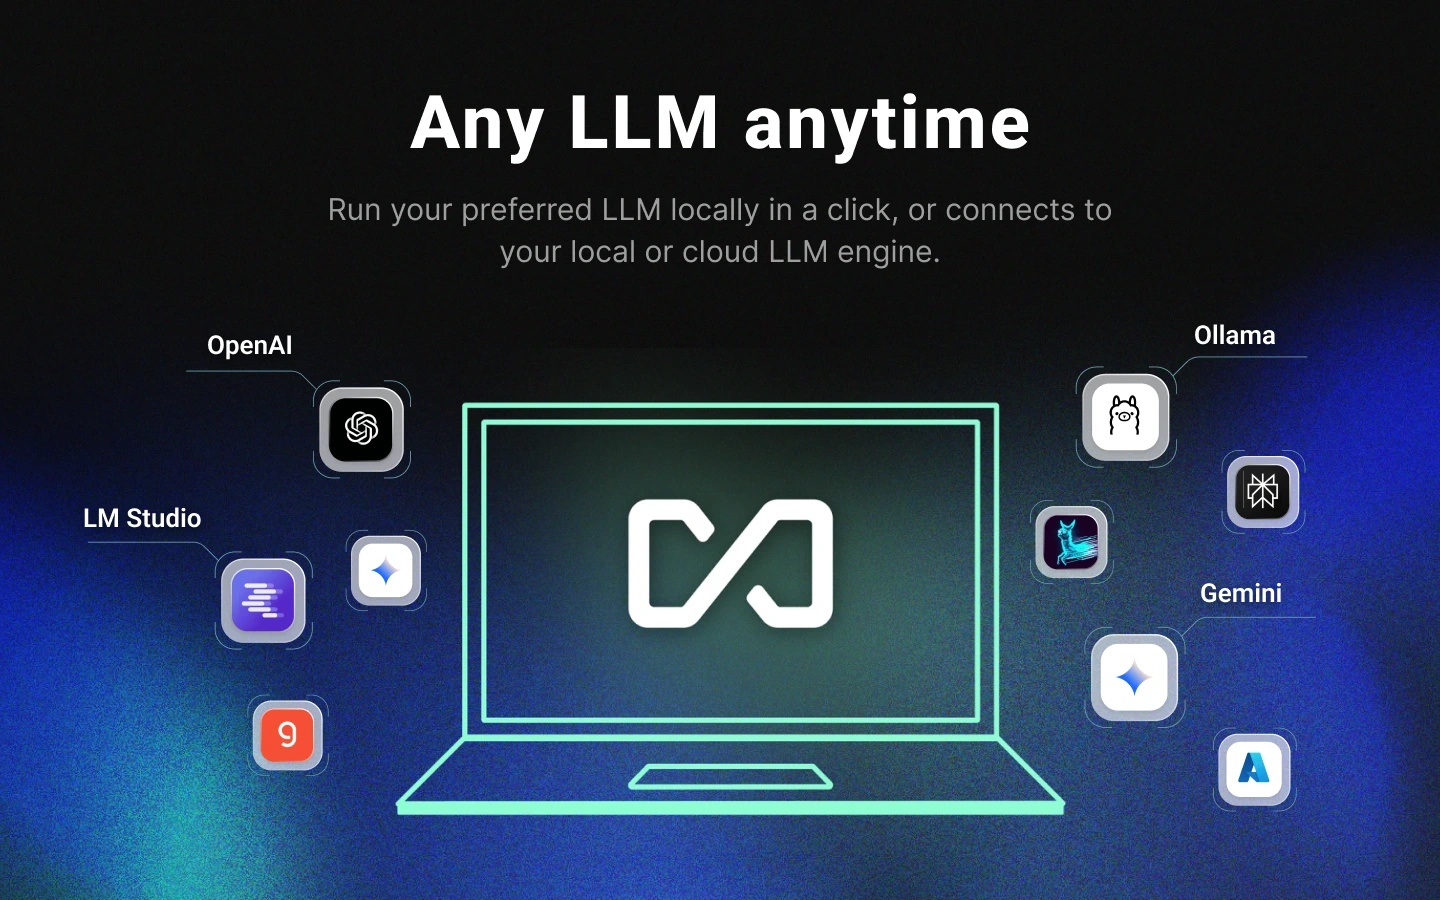 Any LLM anytime
Run your preferred LLM locally in a click, or connects to
your local or cloud LLM engine.
OpenAI
Ollama
LM Studio
Gemini
9